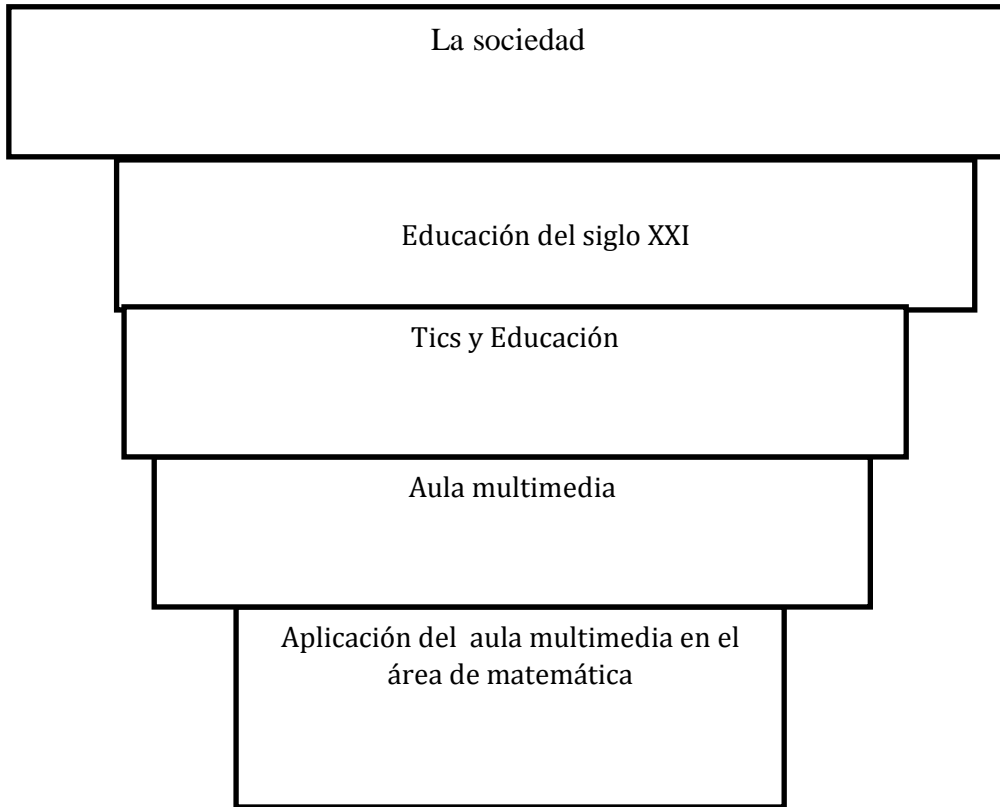 La sociedad
Educación del siglo XXI
Tics y Educación
Aula multimedia
Aplicación del  aula multimedia en el
área de matemática